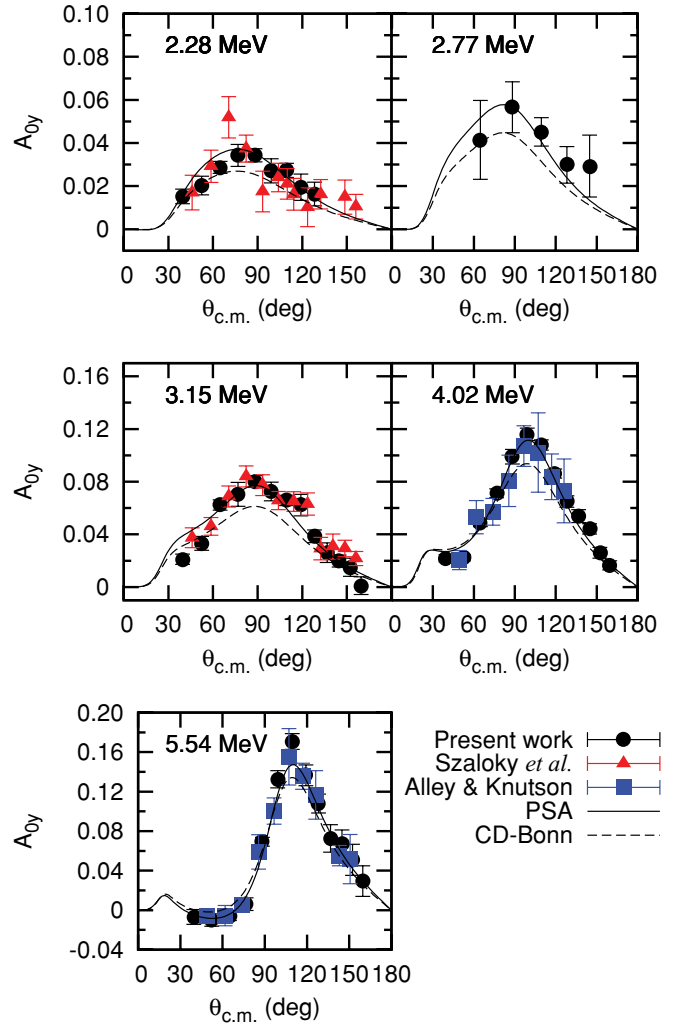 0.10
0.08
0.06
0.04
0.02
0
A0y
2.28 MeV
2.77 MeV
0 30 60 90 120 150
0 30 60 90 120 150 180
θc.m. (deg)
θc.m. (deg)
0.16
0.12
0.08
0.04
0
A0y
3.15 MeV
4.02 MeV
0 30 60 90 120 150
0 30 60 90 120 150 180
θc.m. (deg)
θc.m. (deg)
0.20
0.16
0.12
0.08
0.04
0
-0.04
A0y
5.54 MeV
0 30 60 90 120 150 180
θc.m. (deg)
Present work
Szaloky et al.
Alley & Knutson
PSA
CD-Bonn